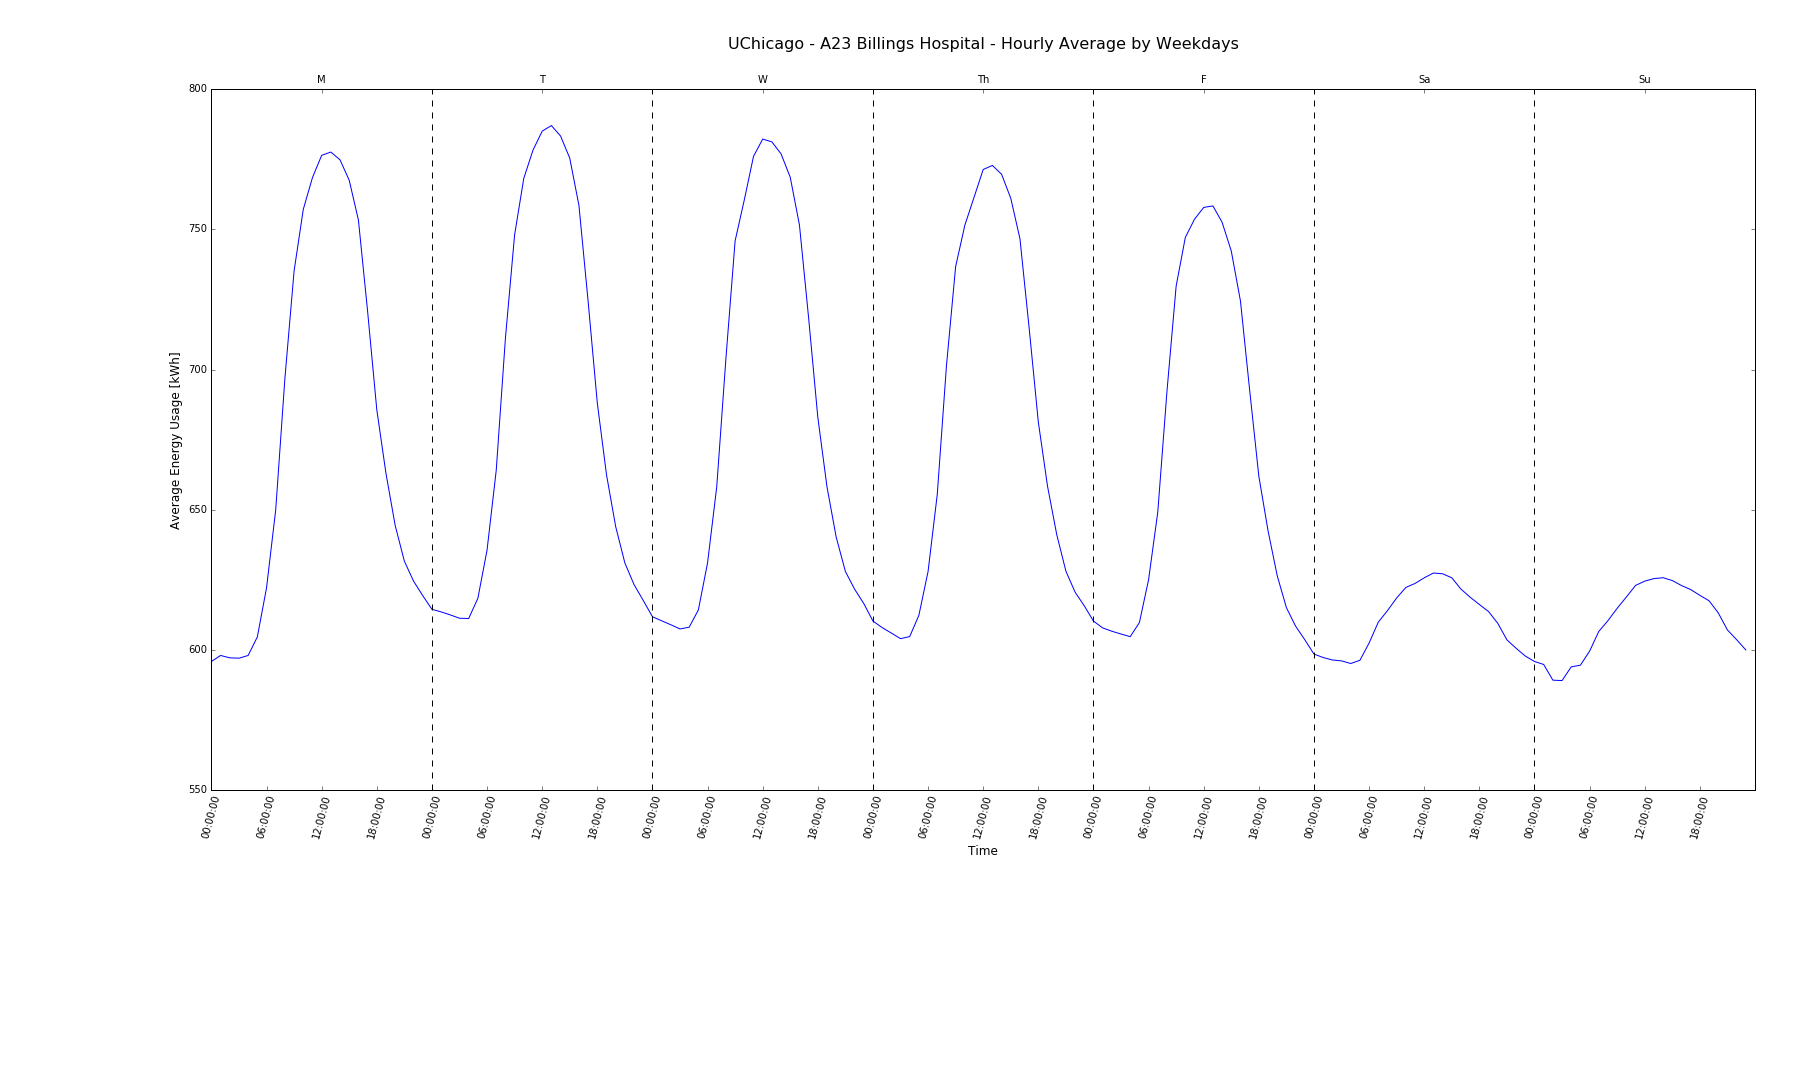 UChicago - A23 Billings Hospital - Hourly Average by Weekdays
M T W Th F Sa Su
800
750
700
650
600
550
Average Energy Usage [kWh]
00:00:00 06:00:00 12:00:00 18:00:00 00:00:00 06:00:00 12:00:00 18:00:00 00:00:00 06:00:00 12:00:00 18:00:00 00:00:00 06:00:00 12:00:00 18:00:00 00:00:00 06:00:00 12:00:00 18:00:00 00:00:00 06:00:00 12:00:00 18:00:00 00:00:00 06:00:00 12:00:00 18:00:00
Time